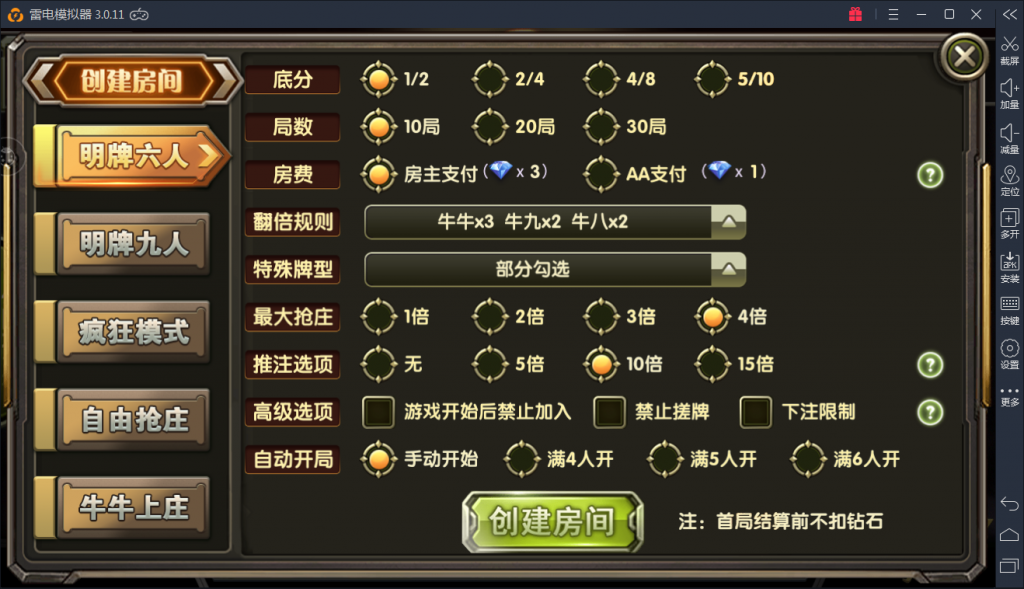 雷电模拟器 3.0.11
创建房间
明牌六人
明牌九人
疯狂模式
自由抢庄
牛牛上庄
底分 1/2 2/4 4/8 5/10
局数 10局 20局 30局
房费 房主支付(x 3) AA支付 (x 1) ?
翻倍规则 牛牛x3 牛九x2 牛八x2
特殊牌型 部分勾选
最大抢庄 1倍 2倍 3倍 4倍
推注选项 无 5倍 10倍 15倍 ?
高级选项 游戏开始后禁止加入 禁止搓牌 下注限制 ?
自动开局 手动开始 满4人开 满5人开 满6人开
创建房间 注：首局结算前不扣钻石
截屏
加量
减量
定位
多开
APK
安装
按键
设置
更多